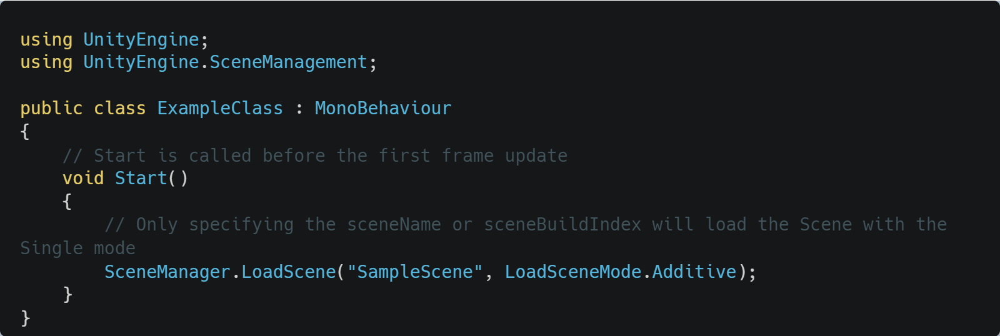 using UnityEngine;
using UnityEngine.SceneManagement;

public class ExampleClass : MonoBehaviour
{
    // Start is called before the first frame update
    void Start()
    {
        // Only specifying the sceneName or sceneBuildIndex will load the Scene with the
Single mode
        SceneManager.LoadScene("SampleScene", LoadSceneMode.Additive);
    }
}